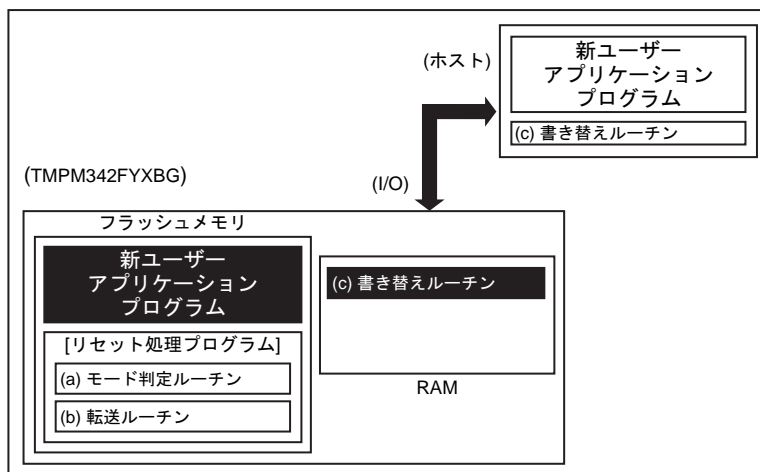 (ホスト)
新ユーザー
アプリケーション
プログラム
(c) 書き替えルーチン
(TMPM342FYXBG)
(I/O)
フラッシュメモリ
新ユーザー
アプリケーション
プログラム
[リセット処理プログラム]
(a) モード判定ルーチン
(b) 転送ルーチン
(c) 書き替えルーチン
RAM